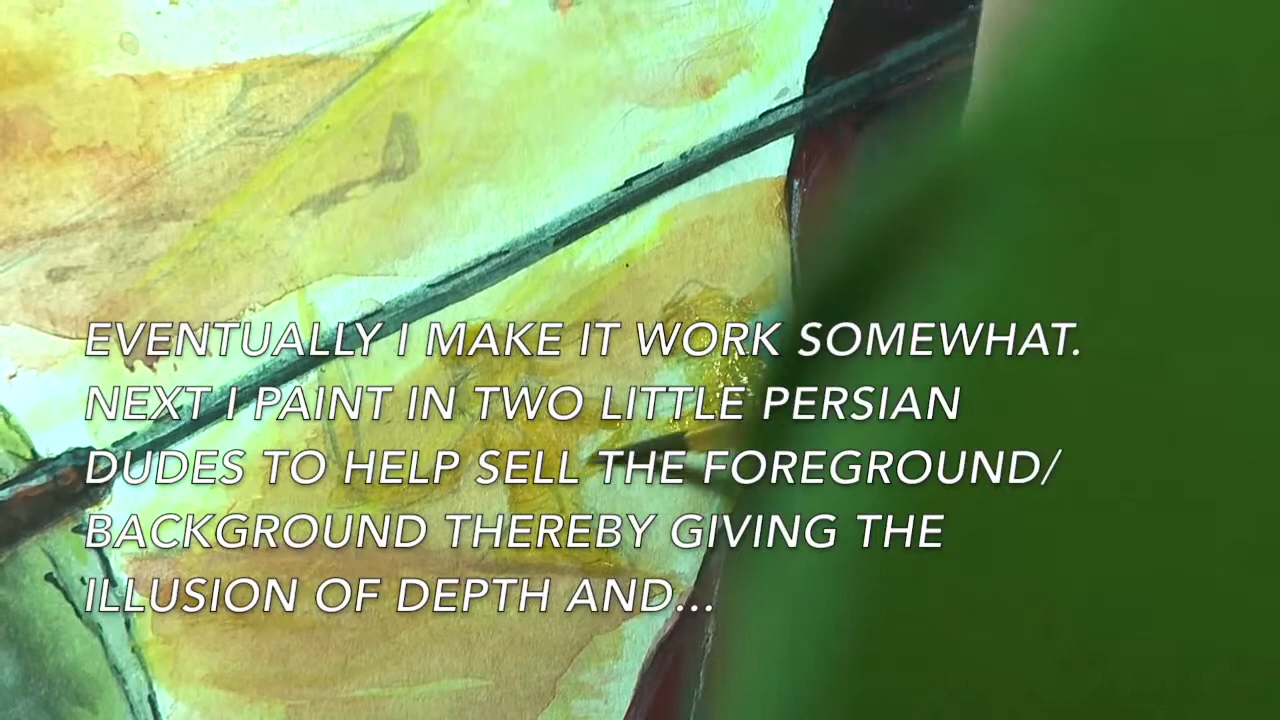 EVENTUALLY I MAKE IT WORK SOMEWHAT.
NEXT I PAINT IN TWO LITTLE PERSIAN
DUDES TO HELP SELL THE FOREGROUND/
BACKGROUND THEREBY GIVING THE
ILLUSION OF DEPTH AND...